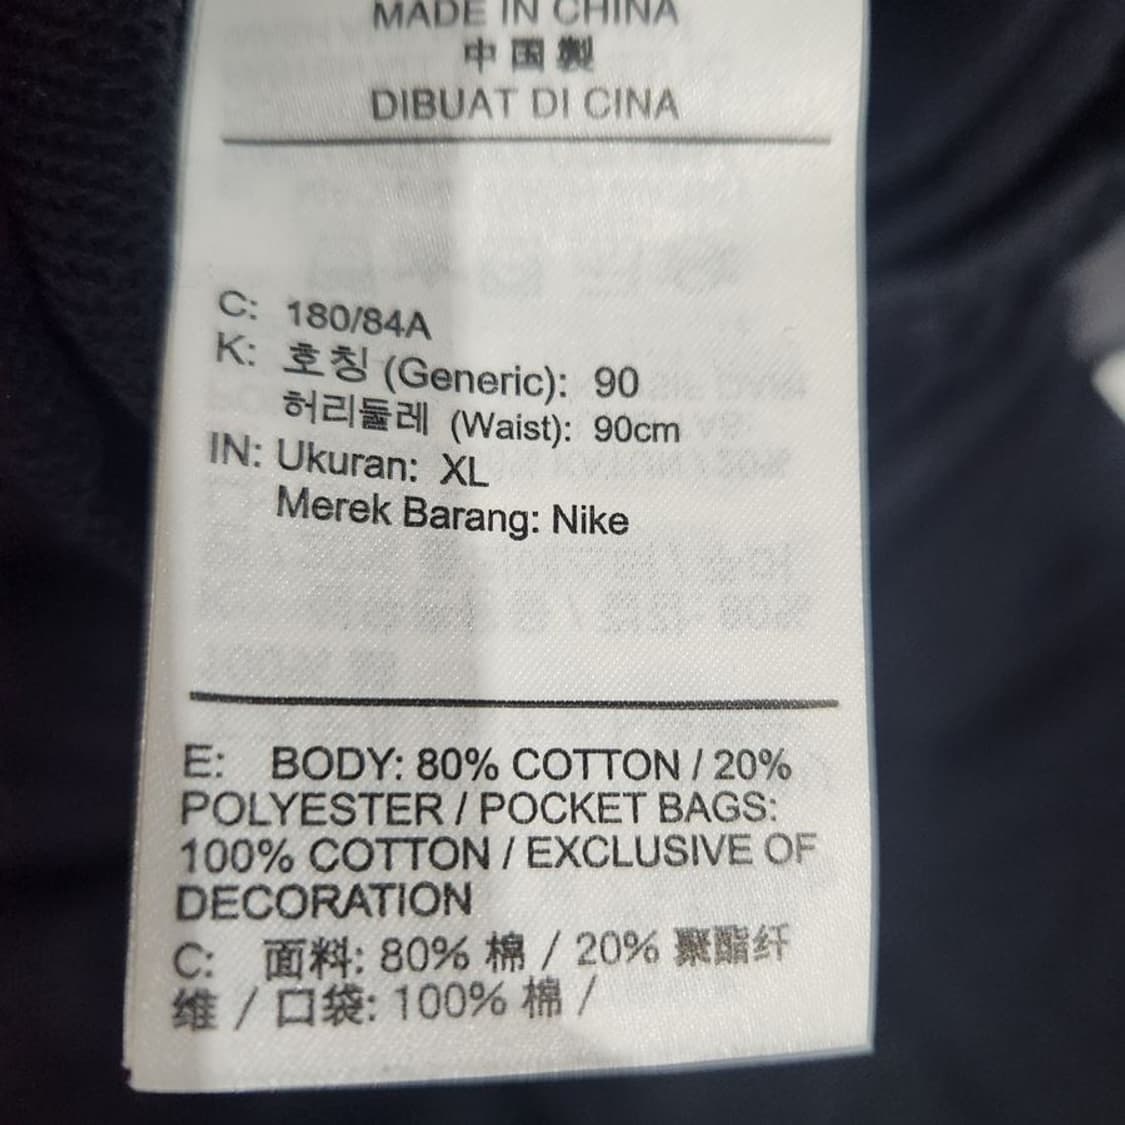 MADE IN CHINA
中国製
DIBUAT DI CINA
C: 180/84A
K: 호칭 (Generic): 90
허리둘레 (Waist): 90cm
IN: Ukuran: XL
Merek Barang: Nike
E: BODY: 80% COTTON / 20%
POLYESTER / POCKET BAGS:
100% COTTON / EXCLUSIVE OF
DECORATION
C: 面料: 80% 棉 / 20% 聚酯纤
维 / 口袋: 100% 棉 /